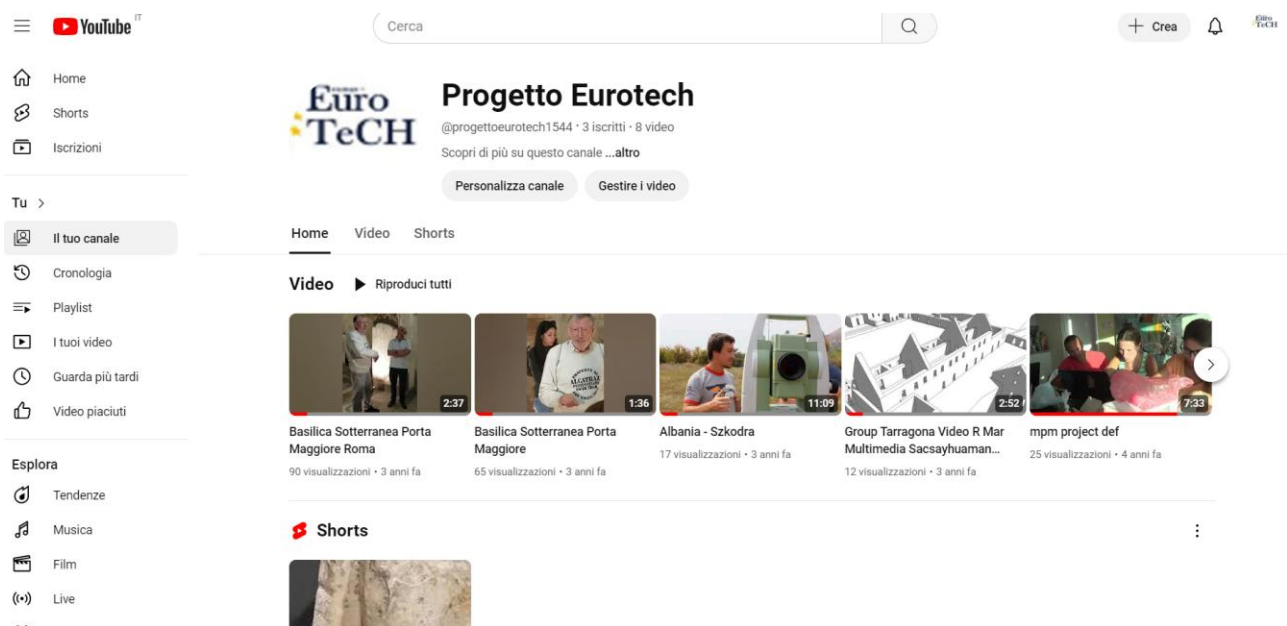 YouTube IT
Cerca
Crea
Euro
TeCH
Home
Shorts
Iscrizioni
Tu
Il tuo canale
Cronologia
Playlist
I tuoi video
Guarda più tardi
Video piaciuti
Esplora
Tendenze
Musica
Film
Live
Euro
TeCH
Progetto Eurotech
@progettoeurotech1544 · 3 iscritti · 8 video
Scopri di più su questo canale ...altro
Personalizza canale
Gestire i video
Home Video Shorts
Video Riproduci tutti
2:37
Basilica Sotterranea Porta
Maggiore Roma
90 visualizzazioni • 3 anni fa
ALCATRAZ
1:36
Basilica Sotterranea Porta
Maggiore
65 visualizzazioni • 3 anni fa
11:09
Albania - Szkodra
17 visualizzazioni • 3 anni fa
2:52
Group Tarragona Video R Mar
Multimedia Sacsayhuaman...
12 visualizzazioni • 3 anni fa
7:33
mpm project def
25 visualizzazioni • 4 anni fa
Shorts